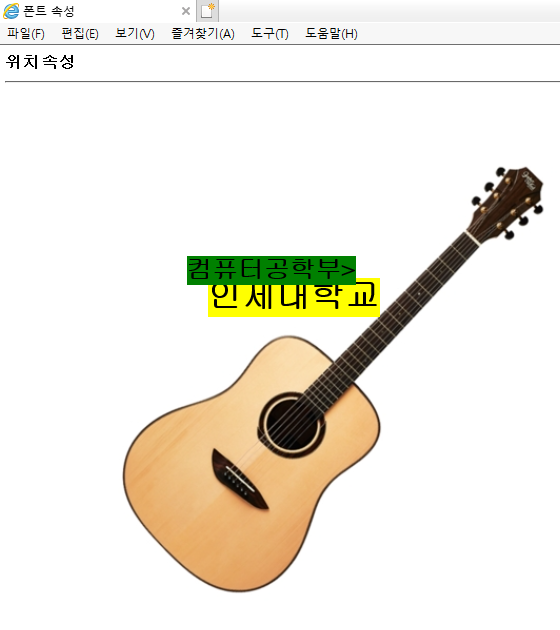 폰트 속성
파일(F) 편집(E) 보기(V) 즐겨찾기(A) 도구(T) 도움말(H)
위치속성
컴퓨터공학부>
인제대학교